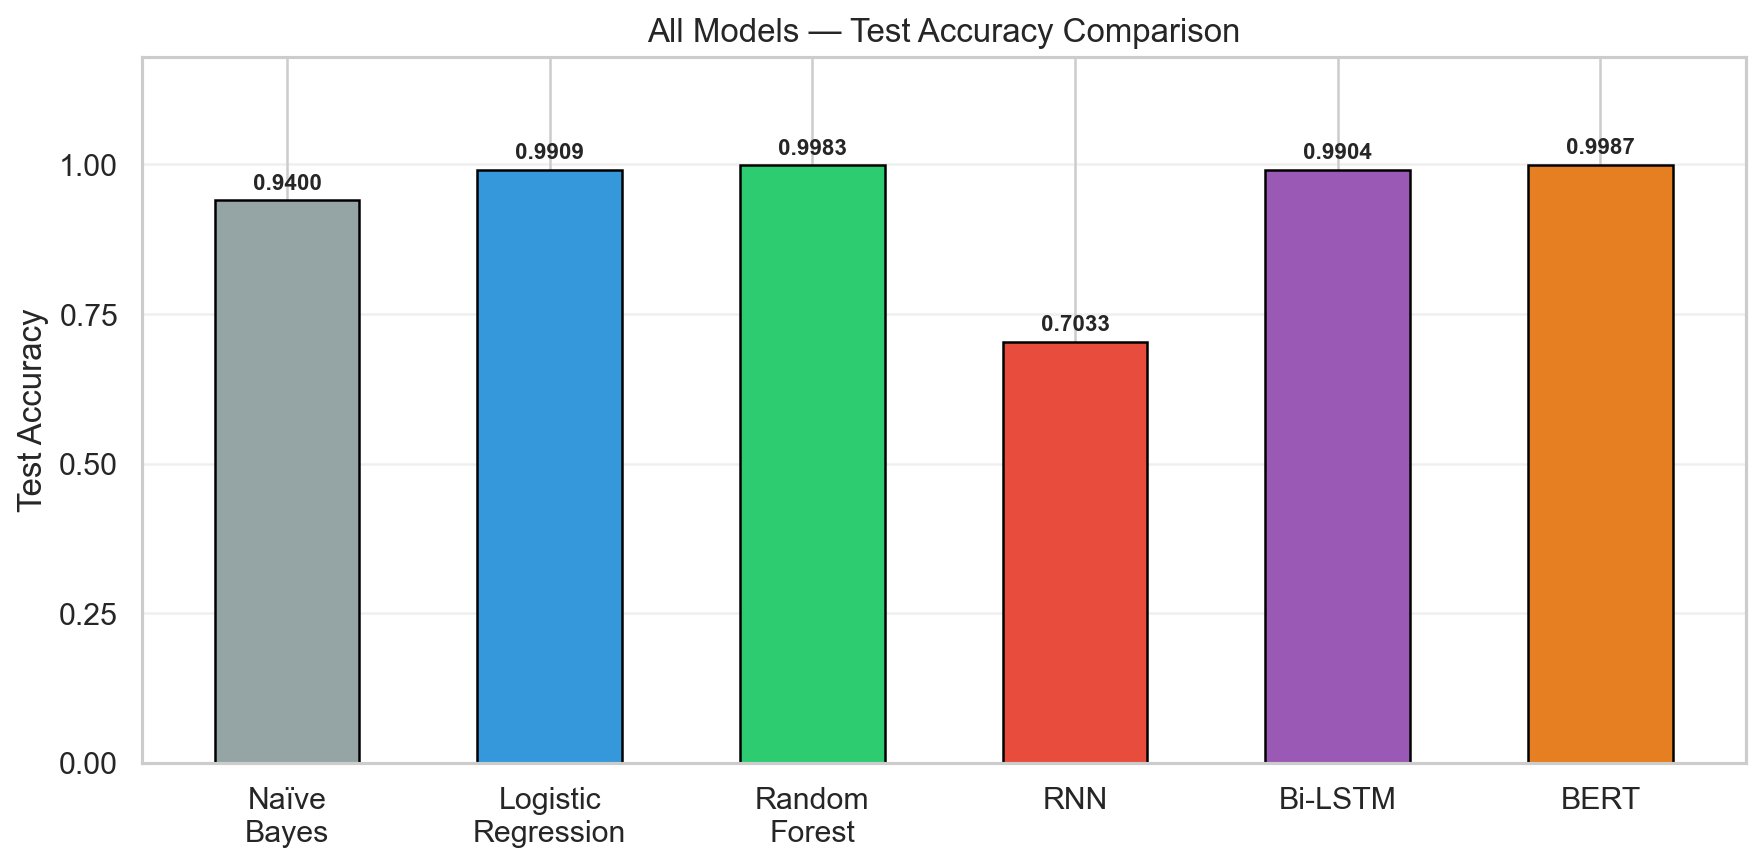 All Models — Test Accuracy Comparison
Test Accuracy
1.00
0.75
0.50
0.25
0.00
0.9400
0.9909
0.9983
0.7033
0.9904
0.9987
Naïve
Bayes
Logistic
Regression
Random
Forest
RNN
Bi-LSTM
BERT